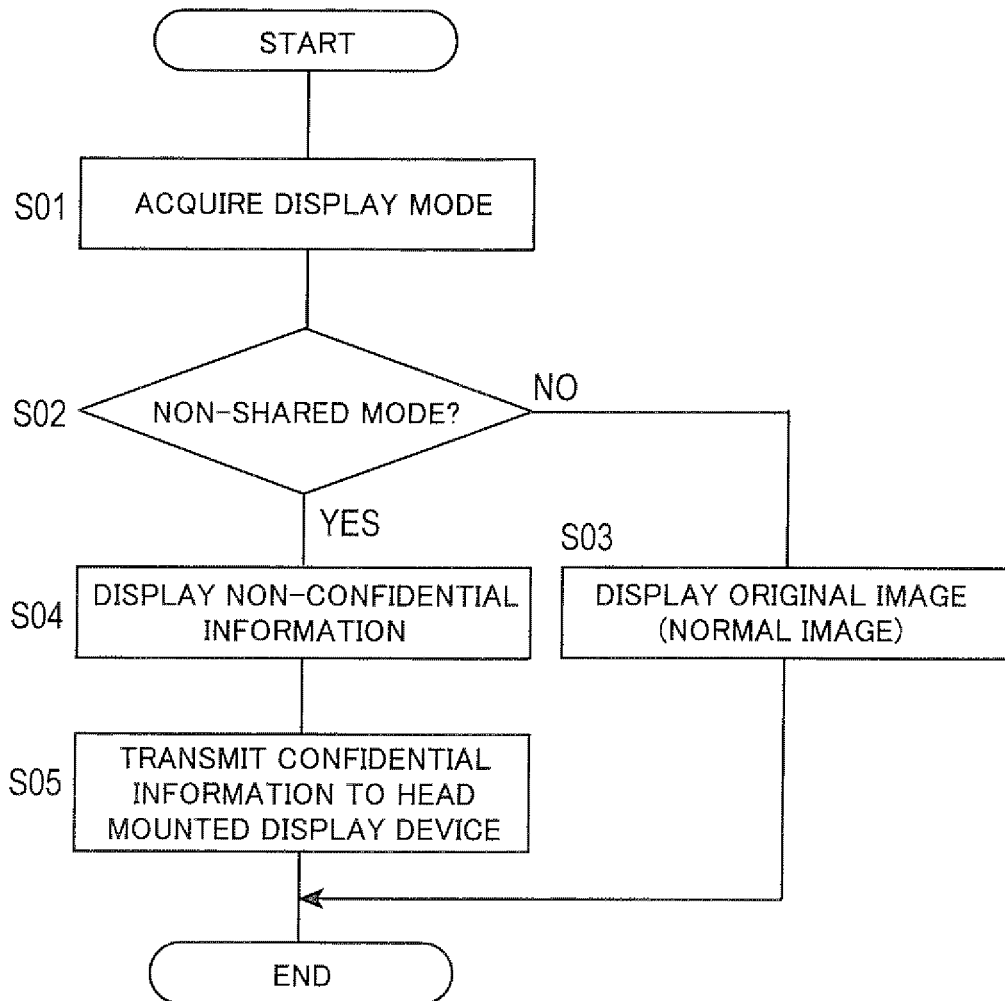 START
S01
ACQUIRE DISPLAY MODE
S02
NON-SHARED MODE?
NO
YES
S03
S04
DISPLAY NON-CONFIDENTIAL
INFORMATION
DISPLAY ORIGINAL IMAGE
(NORMAL IMAGE)
S05
TRANSMIT CONFIDENTIAL
INFORMATION TO HEAD
MOUNTED DISPLAY DEVICE
END